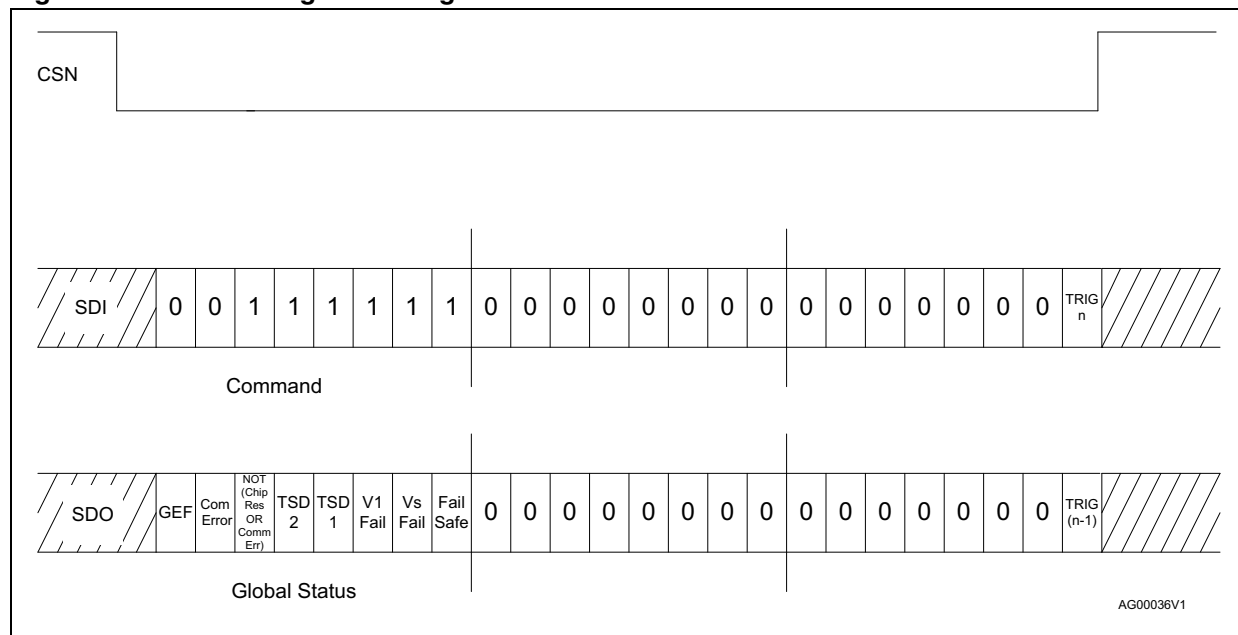 CSN
SDI 0 0 1 1 1 1 1 1 0 0 0 0 0 0 0 0 0 0 0 0 0 0 0 TRIG n
Command
SDO GEF Com Error NOT (Chip Res OR Comm Err) TSD 2 TSD 1 V1 Fail Vs Fail Fail Safe 0 0 0 0 0 0 0 0 0 0 0 0 0 0 0 TRIG (n-1)
Global Status
AG00036V1